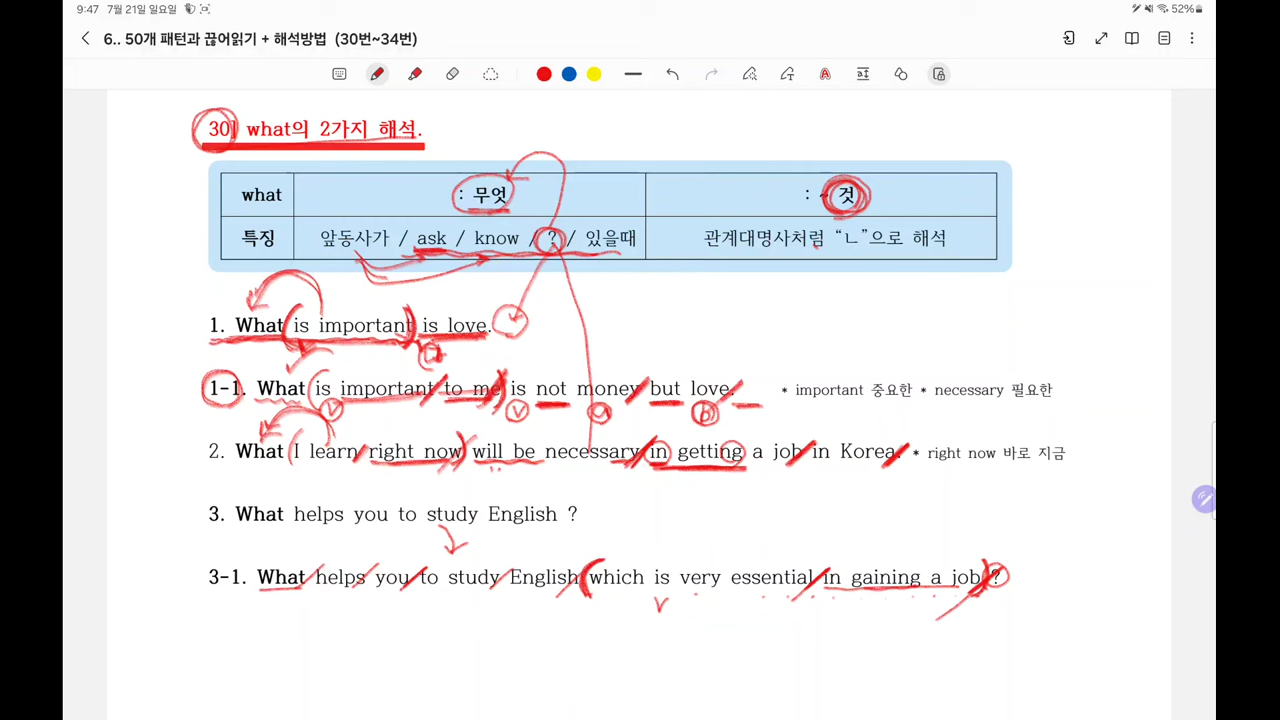 9:47 7월 21일 일요일 52%
6.. 50개 패턴과 끊어읽기 + 해석방법 (30번~34번)
30] what의 2가지 해석.
what : 무엇 : ~ 것
특징 앞동사가 / ask / know / ? / 있을때 관계대명사처럼 “ㄴ”으로 해석
1. What is important is love.
1-1. What is important to me is not money but love. * important 중요한 * necessary 필요한
V V a b
2. What I learn right now will be necessary in getting a job in Korea. * right now 바로 지금
3. What helps you to study English ?
3-1. What helps you to study English which is very essential in gaining a job ?